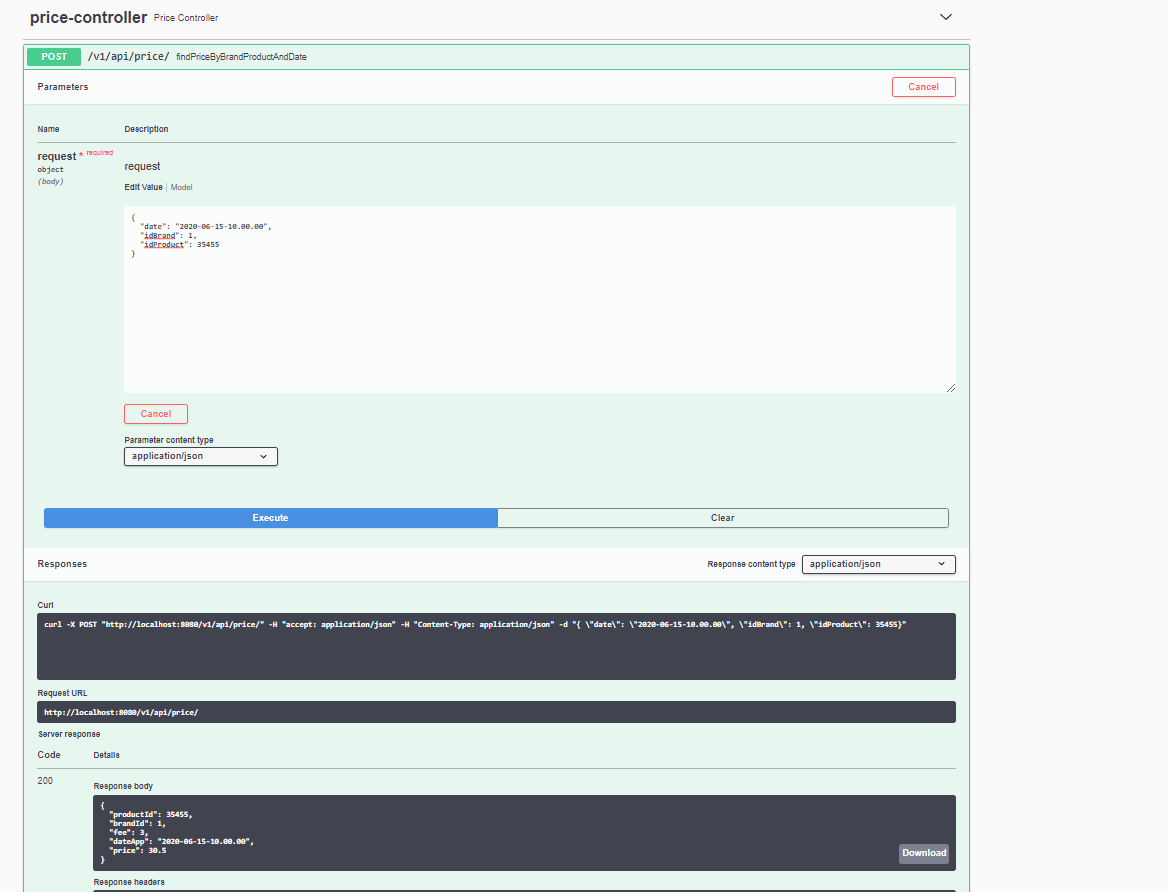 price-controller Price Controller
POST /v1/api/price/ findPriceByBrandProductAndDate
Parameters Cancel
Name Description
request * required
object
(body)
request
Edit Value | Model
{
"date": "2020-06-15-10.00.00",
"idBrand": 1,
"idProduct": 35455
}
Cancel
Parameter content type
application/json
Execute Clear
Responses Response content type application/json
Curl
curl -X POST "http://localhost:8080/v1/api/price/" -H "accept: application/json" -H "Content-Type: application/json" -d "{ \"date\": \"2020-06-15-10.00.00\", \"idBrand\": 1, \"idProduct\": 35455}"
Request URL
http://localhost:8080/v1/api/price/
Server response
Code Details
200
Response body
{
"productId": 35455,
"brandId": 1,
"fee": 3,
"dateApp": "2020-06-15-10.00.00",
"price": 30.5
}
Download
Response headers